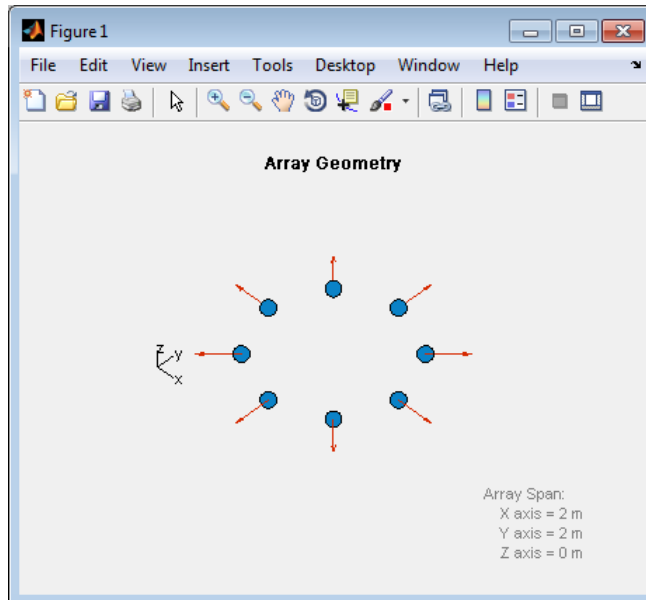 Figure 1
File Edit View Insert Tools Desktop Window Help
Array Geometry
Z
y
x
Array Span:
X axis = 2 m
Y axis = 2 m
Z axis = 0 m